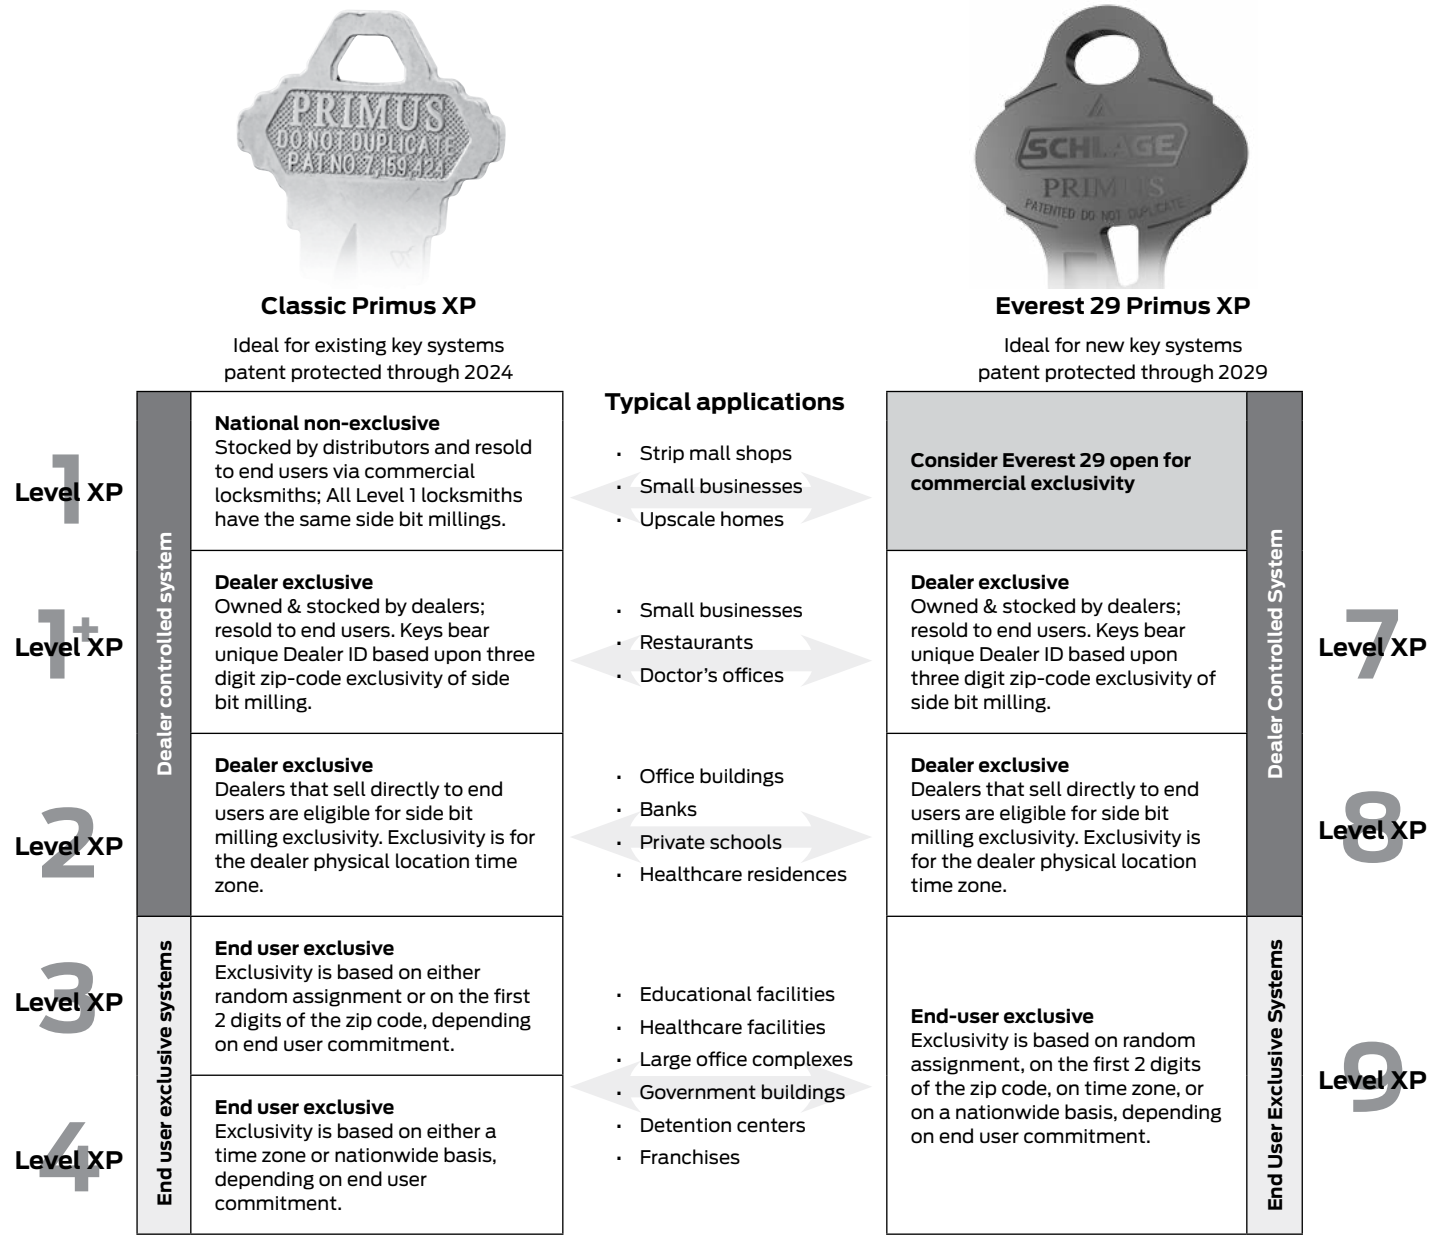 PRIMUS
DO NOT DUPLICATE
PAT NO. 7,159,424
SCHLAGE
PRIMUS
PATENTED DO NOT DUPLICATE
Classic Primus XP
Ideal for existing key systems
patent protected through 2024
Everest 29 Primus XP
Ideal for new key systems
patent protected through 2029
Typical applications
Dealer controlled system
1
Level XP
National non-exclusive
Stocked by distributors and resold
to end users via commercial
locksmiths; All Level 1 locksmiths
have the same side bit millings.
· Strip mall shops
· Small businesses
· Upscale homes
Consider Everest 29 open for
commercial exclusivity
Dealer Controlled System
1+
Level XP
Dealer exclusive
Owned & stocked by dealers;
resold to end users. Keys bear
unique Dealer ID based upon three
digit zip-code exclusivity of side
bit milling.
· Small businesses
· Restaurants
· Doctor’s offices
Dealer exclusive
Owned & stocked by dealers;
resold to end users. Keys bear
unique Dealer ID based upon
three digit zip-code exclusivity of
side bit milling.
7
Level XP
2
Level XP
Dealer exclusive
Dealers that sell directly to end
users are eligible for side bit
milling exclusivity. Exclusivity is for
the dealer physical location time
zone.
· Office buildings
· Banks
· Private schools
· Healthcare residences
Dealer exclusive
Dealers that sell directly to end
users are eligible for side bit
milling exclusivity. Exclusivity is
for the dealer physical location
time zone.
8
Level XP
End user exclusive systems
3
Level XP
End user exclusive
Exclusivity is based on either
random assignment or on the first
2 digits of the zip code, depending
on end user commitment.
4
Level XP
End user exclusive
Exclusivity is based on either a
time zone or nationwide basis,
depending on end user
commitment.
· Educational facilities
· Healthcare facilities
· Large office complexes
· Government buildings
· Detention centers
· Franchises
End-user exclusive
Exclusivity is based on random
assignment, on the first 2 digits
of the zip code, on time zone, or
on a nationwide basis, depending
on end user commitment.
End User Exclusive Systems
9
Level XP